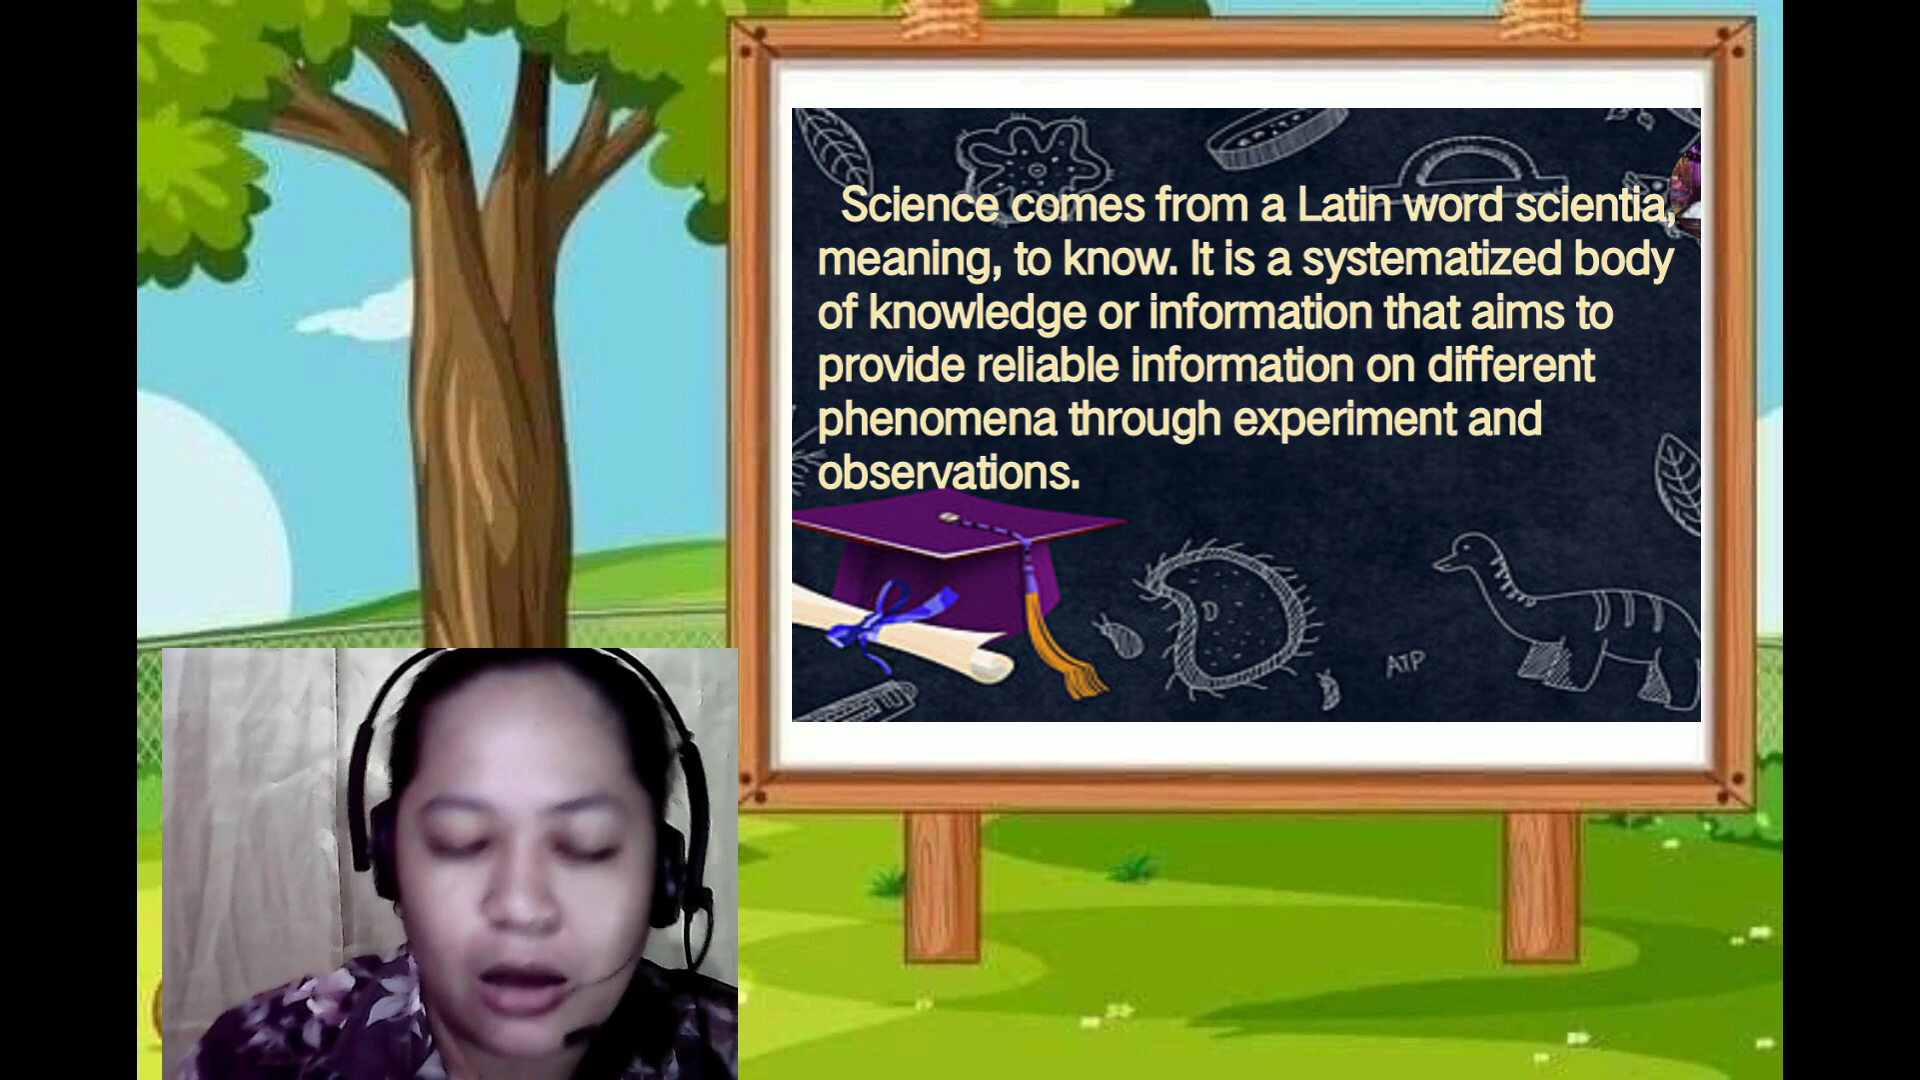 Science comes from a Latin word scientia,
meaning, to know. It is a systematized body
of knowledge or information that aims to
provide reliable information on different
phenomena through experiment and
observations.
ATP